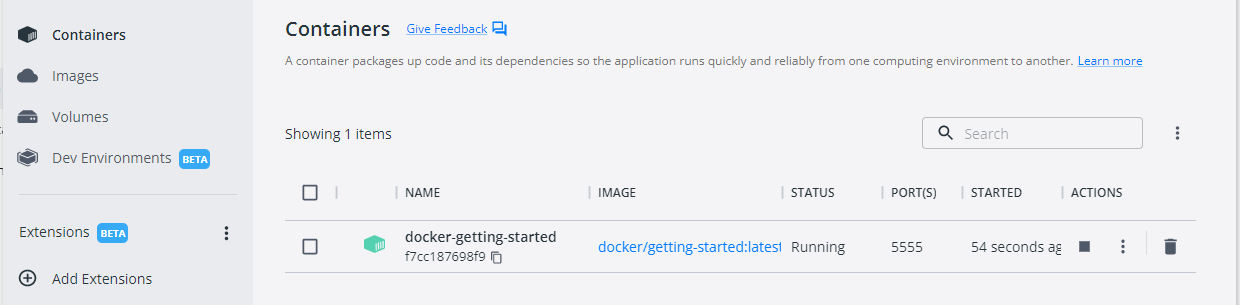 Containers
Images
Volumes
Dev Environments BETA
Extensions BETA
Add Extensions
Containers Give Feedback
A container packages up code and its dependencies so the application runs quickly and reliably from one computing environment to another. Learn more
Showing 1 items
Search
NAME IMAGE STATUS PORT(S) STARTED ACTIONS
docker-getting-started docker/getting-started:latest Running 5555 54 seconds ag
f7cc187698f9